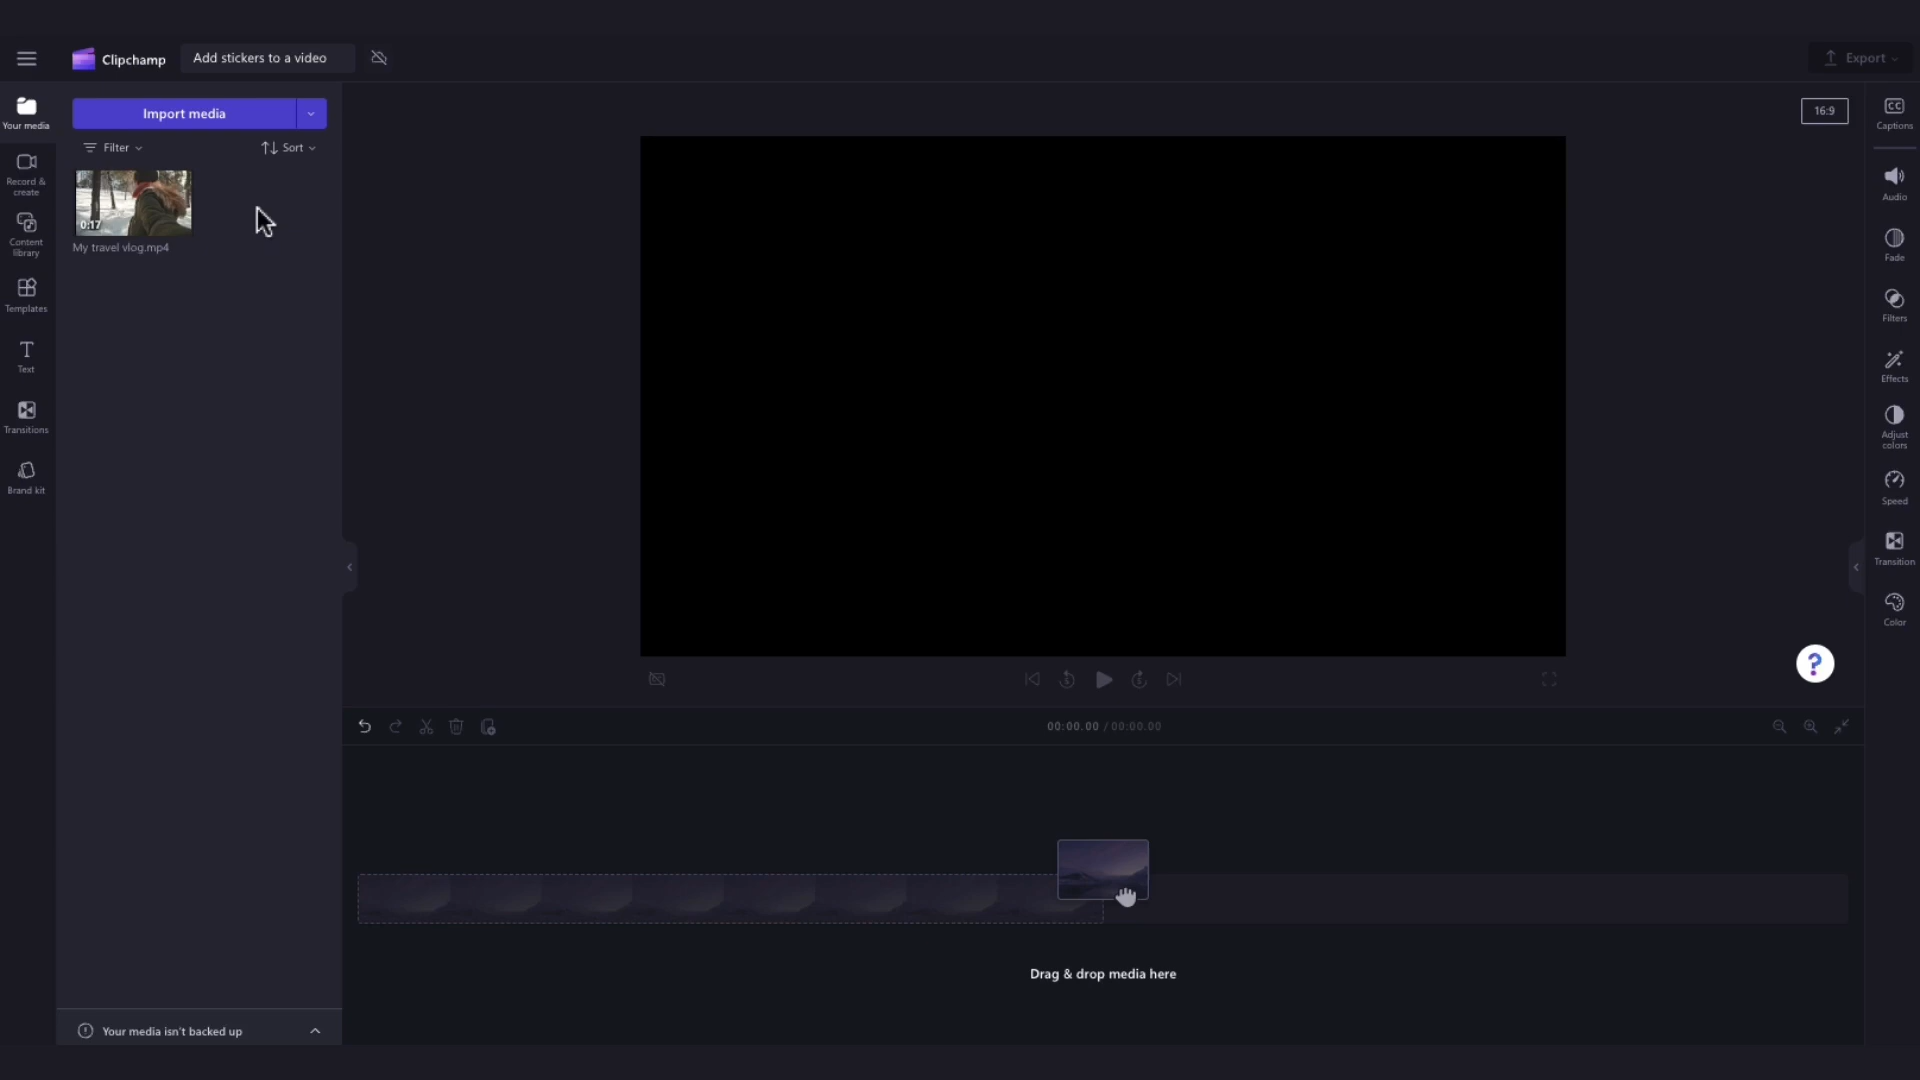 Clipchamp
Add stickers to a video
Export
Your media
Import media
16:9
Captions
Filter
Sort
Record &
create
0:17
My travel vlog.mp4
Audio
Content
library
Fade
Templates
Filters
Text
Effects
Transitions
Adjust
colors
Brand kit
Speed
Transition
Color
?
00:00.00 / 00:00.00
Drag & drop media here
Your media isn't backed up